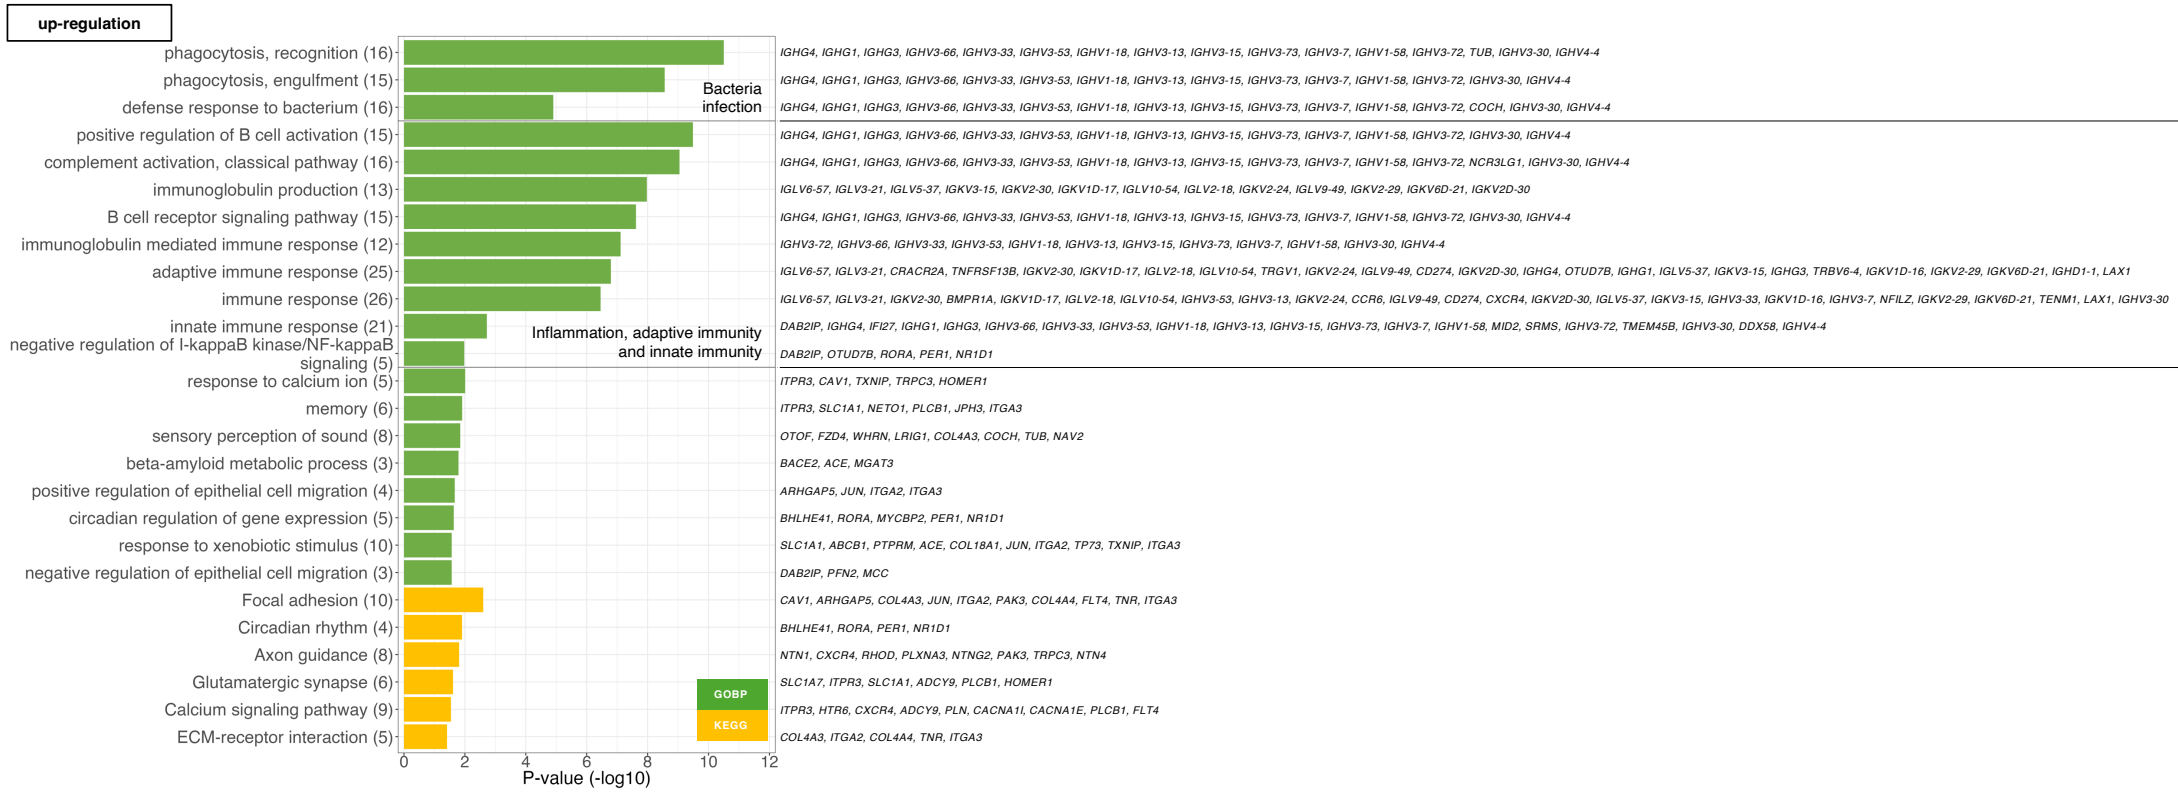 up-regulation
phagocytosis, recognition (16)
IGHG4, IGHG1, IGHG3, IGHV3-66, IGHV3-33, IGHV3-53, IGHV1-18, IGHV3-13, IGHV3-15, IGHV3-73, IGHV3-7, IGHV1-58, IGHV3-72, TUB, IGHV3-30, IGHV4-4
phagocytosis, engulfment (15)
IGHG4, IGHG1, IGHG3, IGHV3-66, IGHV3-33, IGHV3-53, IGHV1-18, IGHV3-13, IGHV3-15, IGHV3-73, IGHV3-7, IGHV1-58, IGHV3-72, IGHV3-30, IGHV4-4
Bacteria
infection
defense response to bacterium (16)
IGHG4, IGHG1, IGHG3, IGHV3-66, IGHV3-33, IGHV3-53, IGHV1-18, IGHV3-13, IGHV3-15, IGHV3-73, IGHV3-7, IGHV1-58, IGHV3-72, COCH, IGHV3-30, IGHV4-4
positive regulation of B cell activation (15)
IGHG4, IGHG1, IGHG3, IGHV3-66, IGHV3-33, IGHV3-53, IGHV1-18, IGHV3-13, IGHV3-15, IGHV3-73, IGHV3-7, IGHV1-58, IGHV3-72, IGHV3-30, IGHV4-4
complement activation, classical pathway (16)
IGHG4, IGHG1, IGHG3, IGHV3-66, IGHV3-33, IGHV3-53, IGHV1-18, IGHV3-13, IGHV3-15, IGHV3-73, IGHV3-7, IGHV1-58, IGHV3-72, NCR3LG1, IGHV3-30, IGHV4-4
immunoglobulin production (13)
IGLV6-57, IGLV3-21, IGLV5-37, IGKV3-15, IGKV2-30, IGKV1D-17, IGLV10-54, IGLV2-18, IGKV2-24, IGLV9-49, IGKV2-29, IGKV6D-21, IGKV2D-30
B cell receptor signaling pathway (15)
IGHG4, IGHG1, IGHG3, IGHV3-66, IGHV3-33, IGHV3-53, IGHV1-18, IGHV3-13, IGHV3-15, IGHV3-73, IGHV3-7, IGHV1-58, IGHV3-72, IGHV3-30, IGHV4-4
immunoglobulin mediated immune response (12)
IGHV3-72, IGHV3-66, IGHV3-33, IGHV3-53, IGHV1-18, IGHV3-13, IGHV3-15, IGHV3-73, IGHV3-7, IGHV1-58, IGHV3-30, IGHV4-4
adaptive immune response (25)
IGLV6-57, IGLV3-21, CRACR2A, TNFRSF13B, IGKV2-30, IGKV1D-17, IGLV2-18, IGLV10-54, TRGV1, IGKV2-24, IGLV9-49, CD274, IGKV2D-30, IGHG4, OTUD7B, IGHG1, IGLV5-37, IGKV3-15, IGHG3, TRBV6-4, IGKV1D-16, IGKV2-29, IGKV6D-21, IGHD1-1, LAX1
immune response (26)
IGLV6-57, IGLV3-21, IGKV2-30, BMPR1A, IGKV1D-17, IGLV2-18, IGLV10-54, IGHV3-53, IGHV3-13, IGKV2-24, CCR6, IGLV9-49, CD274, CXCR4, IGKV2D-30, IGLV5-37, IGKV3-15, IGHV3-33, IGKV1D-16, IGHV3-7, NFILZ, IGKV2-29, IGKV6D-21, TENM1, LAX1, IGHV3-30
innate immune response (21)
DAB2IP, IGHG4, IFI27, IGHG1, IGHG3, IGHV3-66, IGHV3-33, IGHV3-53, IGHV1-18, IGHV3-13, IGHV3-15, IGHV3-73, IGHV3-7, IGHV1-58, MID2, SRMS, IGHV3-72, TMEM45B, IGHV3-30, DDX58, IGHV4-4
Inflammation, adaptive immunity
and innate immunity
negative regulation of I-kappaB kinase/NF-kappaB
signaling (5)
DAB2IP, OTUD7B, RORA, PER1, NR1D1
response to calcium ion (5)
ITPR3, CAV1, TXNIP, TRPC3, HOMER1
memory (6)
ITPR3, SLC1A1, NETO1, PLCB1, JPH3, ITGA3
sensory perception of sound (8)
OTOF, FZD4, WHRN, LRIG1, COL4A3, COCH, TUB, NAV2
beta-amyloid metabolic process (3)
BACE2, ACE, MGAT3
positive regulation of epithelial cell migration (4)
ARHGAP5, JUN, ITGA2, ITGA3
circadian regulation of gene expression (5)
BHLHE41, RORA, MYCBP2, PER1, NR1D1
response to xenobiotic stimulus (10)
SLC1A1, ABCB1, PTPRM, ACE, COL18A1, JUN, ITGA2, TP73, TXNIP, ITGA3
negative regulation of epithelial cell migration (3)
DAB2IP, PFN2, MCC
Focal adhesion (10)
CAV1, ARHGAP5, COL4A3, JUN, ITGA2, PAK3, COL4A4, FLT4, TNR, ITGA3
Circadian rhythm (4)
BHLHE41, RORA, PER1, NR1D1
Axon guidance (8)
NTN1, CXCR4, RHOD, PLXNA3, NTNG2, PAK3, TRPC3, NTN4
Glutamatergic synapse (6)
SLC1A7, ITPR3, SLC1A1, ADCY9, PLCB1, HOMER1
GOBP
Calcium signaling pathway (9)
ITPR3, HTR6, CXCR4, ADCY9, PLN, CACNA1I, CACNA1E, PLCB1, FLT4
KEGG
ECM-receptor interaction (5)
COL4A3, ITGA2, COL4A4, TNR, ITGA3
0 2 4 6 8 10 12
P-value (-log10)